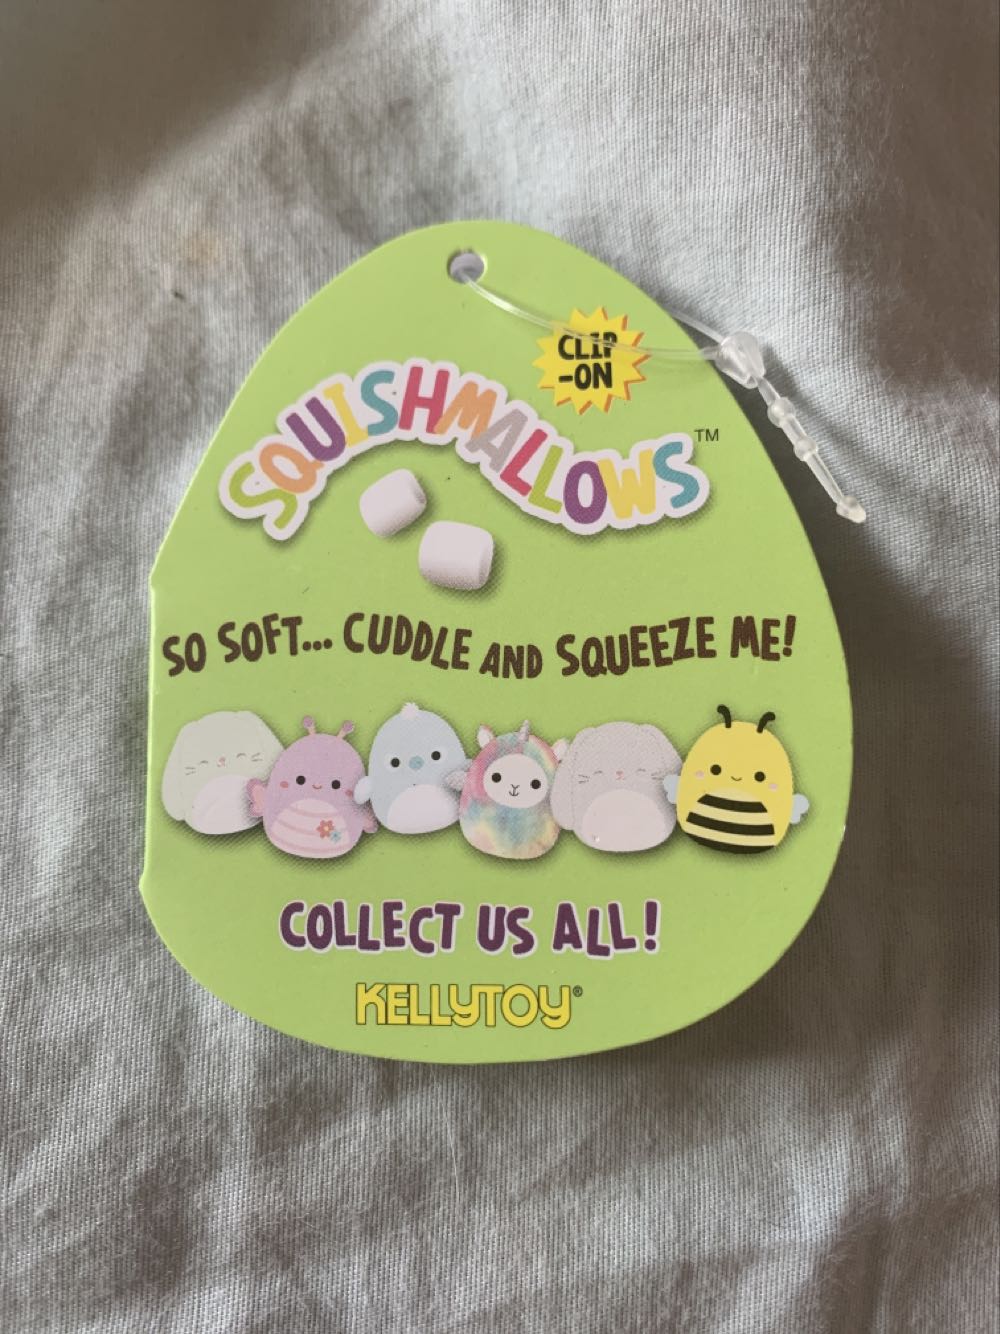 CLIP
-ON
SQUISHMALLOWS™
SO SOFT... CUDDLE AND SQUEEZE ME!
COLLECT US ALL!
KELLYTOY®